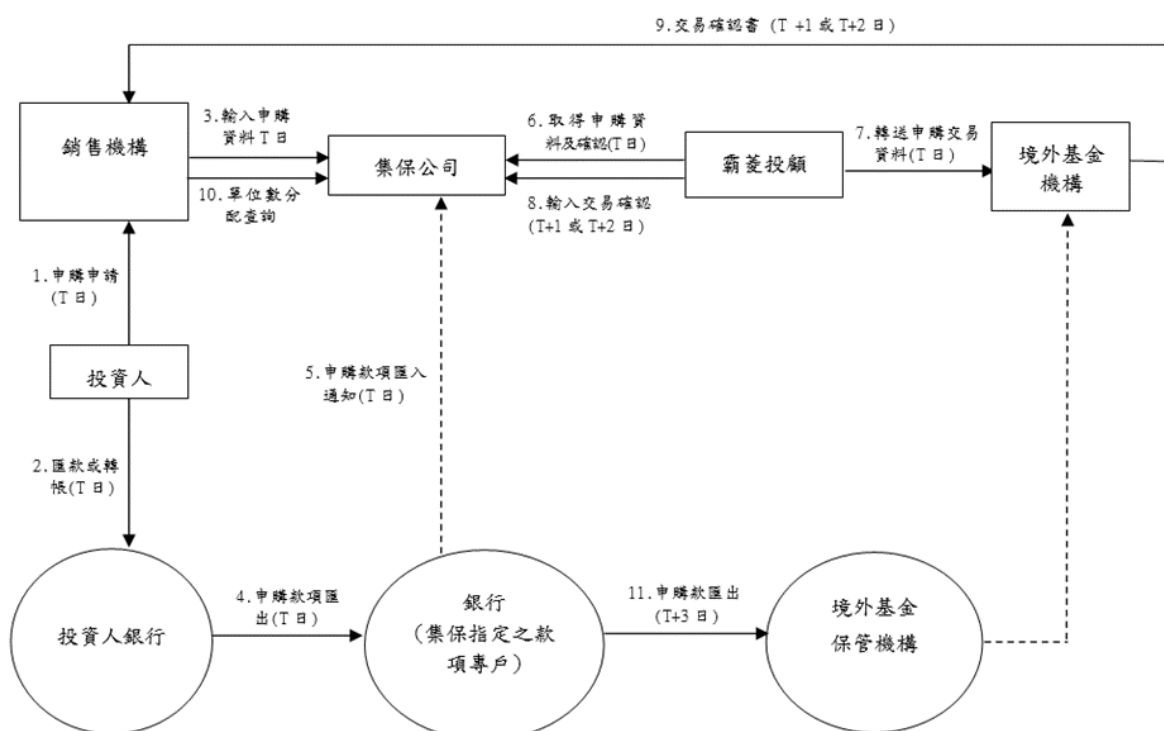 9.交易確認書 (T +1 或 T+2 日)
銷售機構
3.輸入申購
資料 T 日
10.單位數分
配查詢
集保公司
6.取得申購資
料及確認(T日)
8.輸入交易確認
(T+1 或 T+2 日)
霸菱投顧
7.轉送申購交易
資料(T 日)
境外基金
機構
1.申購申請
(T 日)
投資人
5.申購款項匯入
通知(T日)
2.匯款或轉
帳(T 日)
投資人銀行
4.申購款項匯
出(T 日)
銀行
(集保指定之款
項專戶)
11.申購款匯出
(T+3 日)
境外基金
保管機構